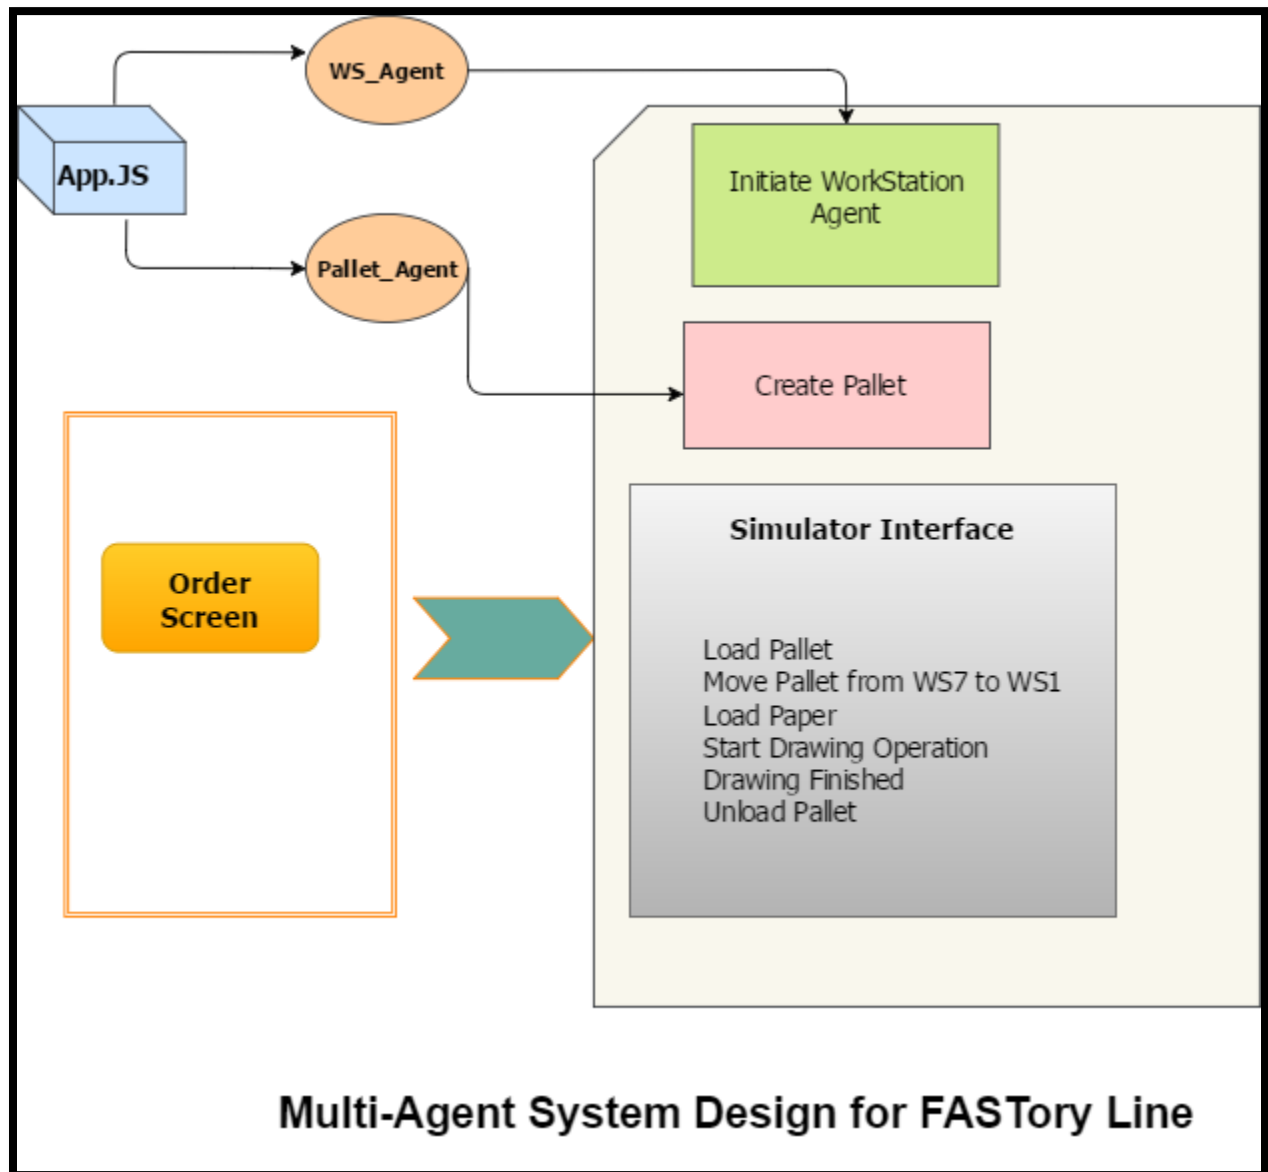 WS_Agent
App.JS
Initiate WorkStation
Agent
Pallet_Agent
Create Pallet
Order
Screen
Simulator Interface
Load Pallet
Move Pallet from WS7 to WS1
Load Paper
Start Drawing Operation
Drawing Finished
Unload Pallet
Multi-Agent System Design for FASTory Line